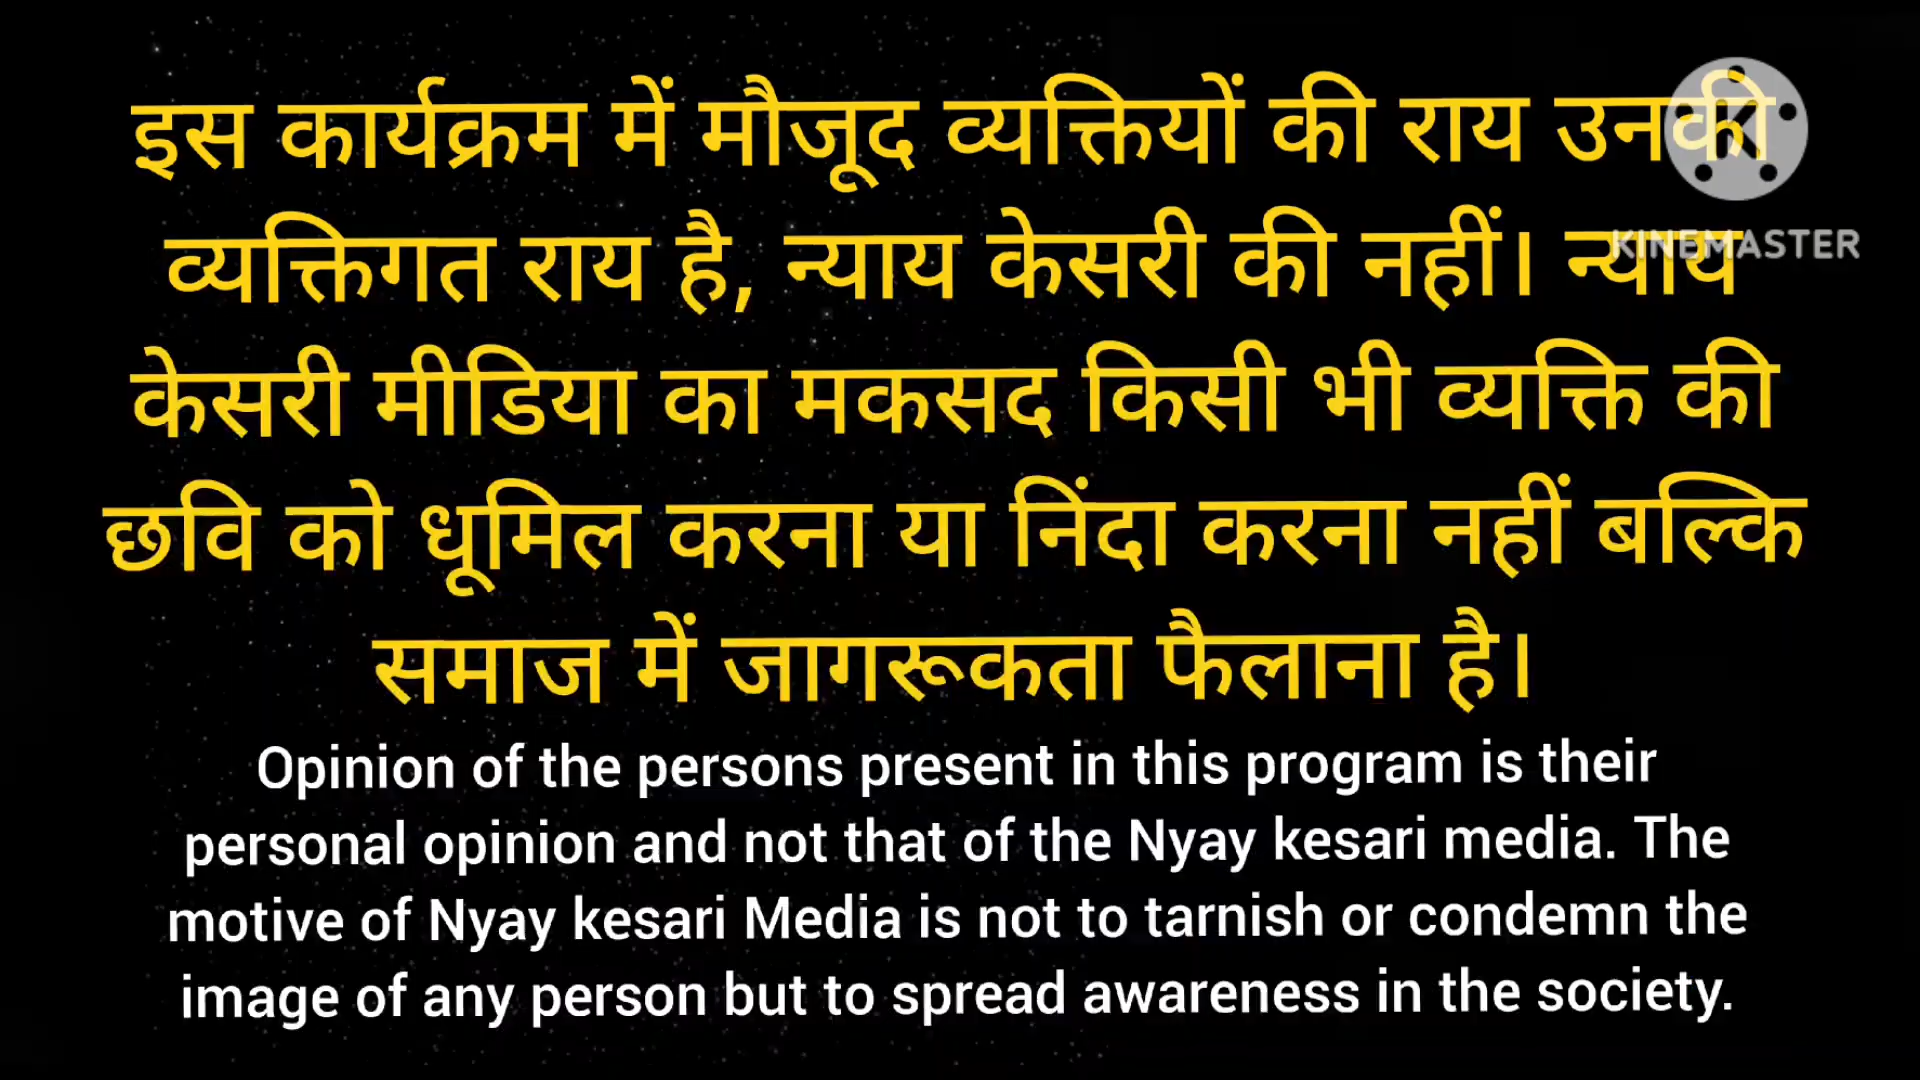 इस कार्यक्रम में मौजूद व्यक्तियों की राय उनकी
व्यक्तिगत राय है, न्याय केसरी की नहीं। न्याय
केसरी मीडिया का मकसद किसी भी व्यक्ति की
छवि को धूमिल करना या निंदा करना नहीं बल्कि
समाज में जागरूकता फैलाना है।
Opinion of the persons present in this program is their
personal opinion and not that of the Nyay kesari media. The
motive of Nyay kesari Media is not to tarnish or condemn the
image of any person but to spread awareness in the society.
K
KINEMASTER